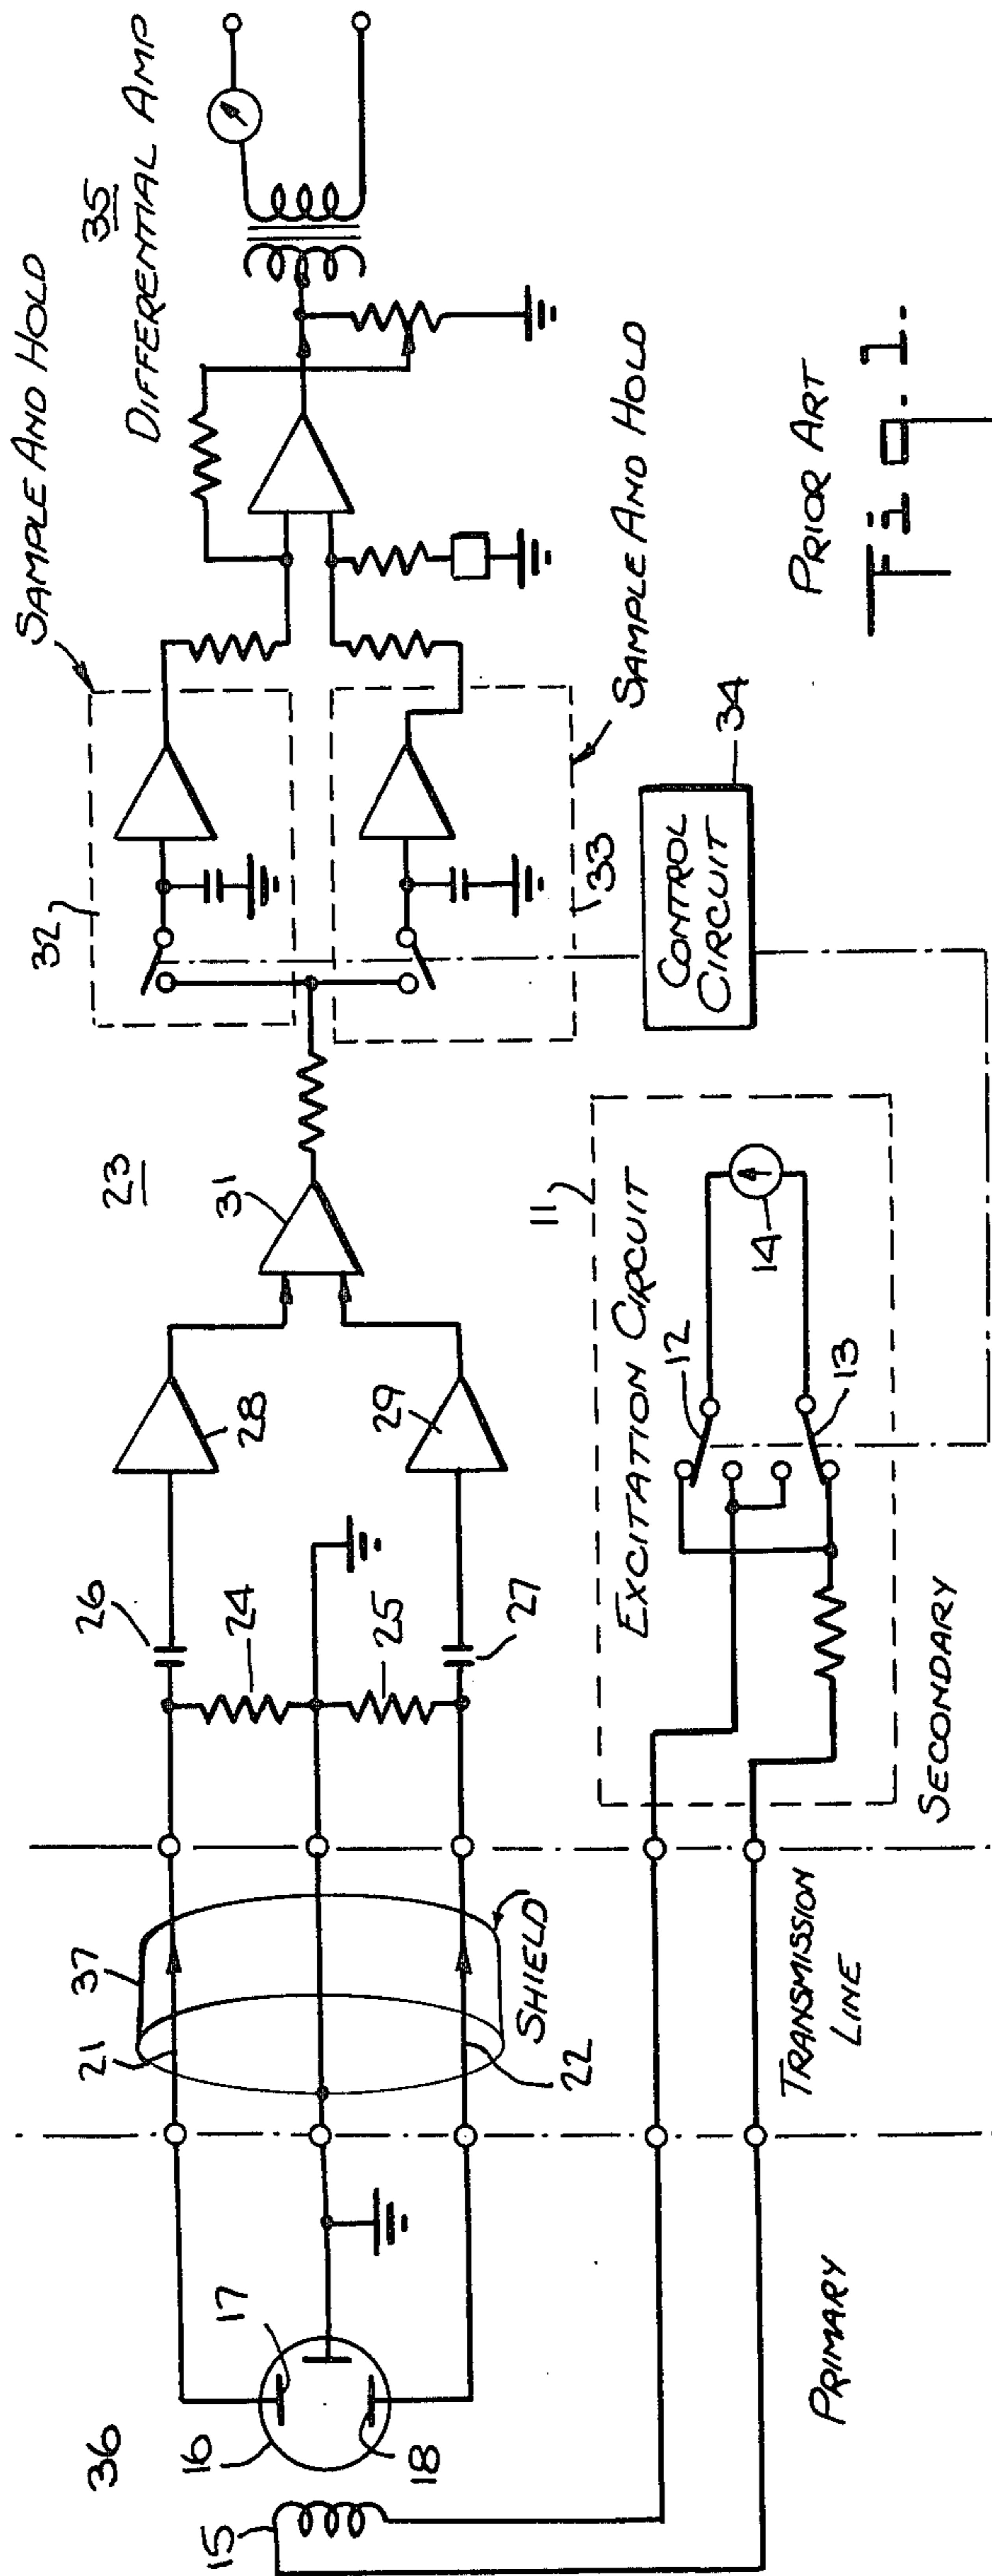 36
15
16
17
18
PRIMARY
21
37
22
SHIELD
TRANSMISSION
LINE
26
24
25
27
28
29
23
31
EXCITATION CIRCUIT
11
12
13
14
SECONDARY
32
SAMPLE AND HOLD
33
SAMPLE AND HOLD
CONTROL
CIRCUIT
34
35
DIFFERENTIAL AMP
PRIOR ART
Fig. 1.